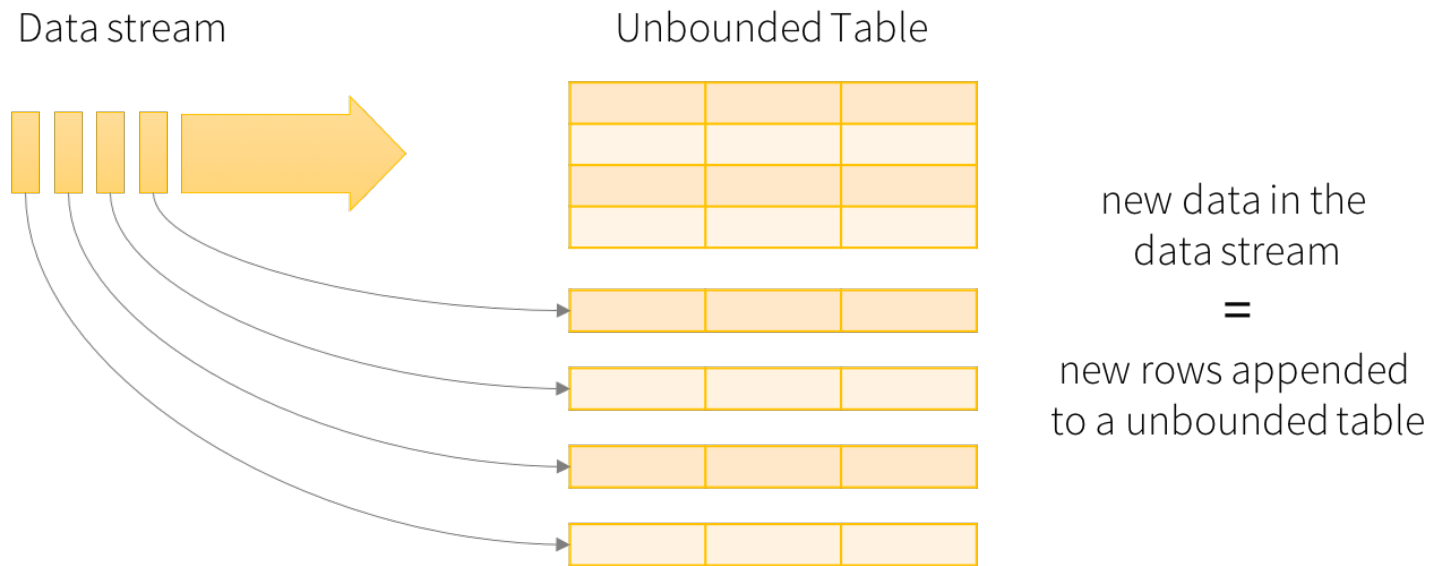 Data stream
Unbounded Table
new data in the
data stream
=
new rows appended
to a unbounded table